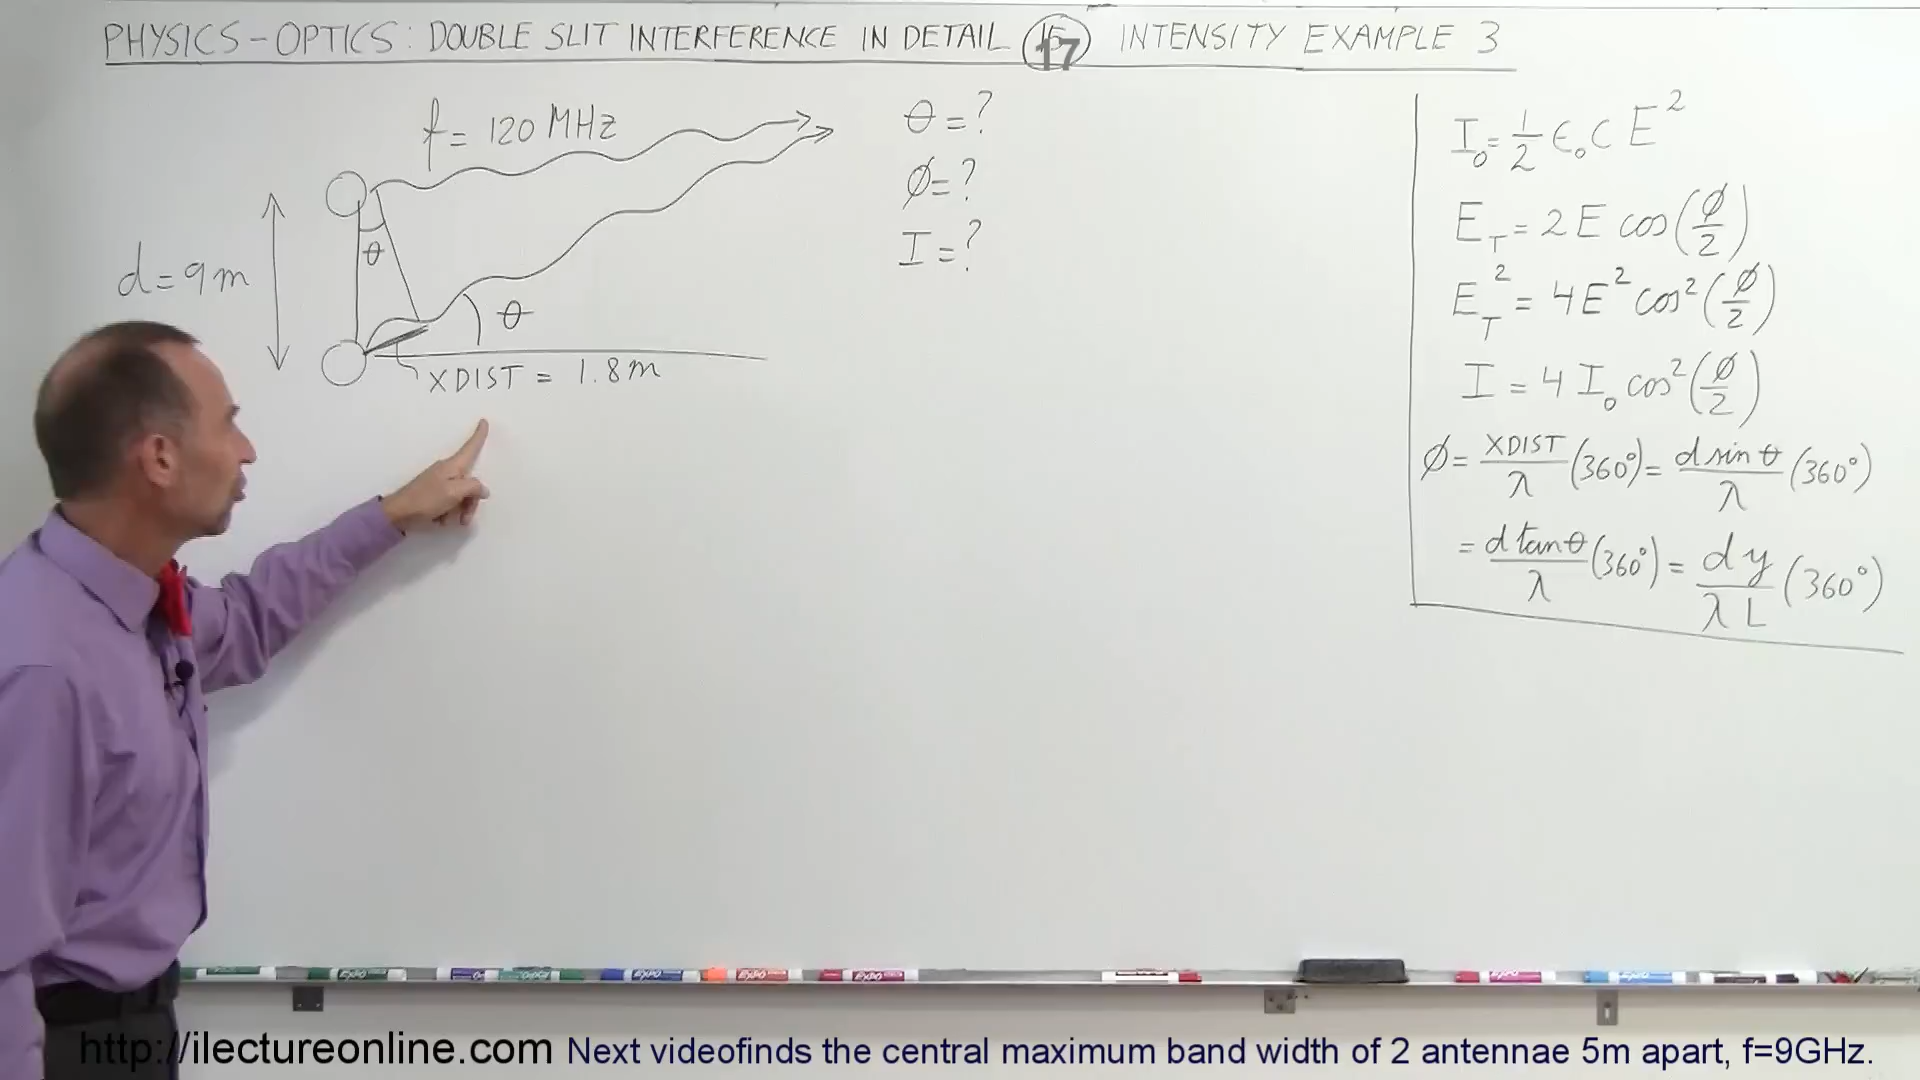 PHYSICS - OPTICS: DOUBLE SLIT INTERFERENCE IN DETAIL 17 INTENSITY EXAMPLE 3
f = 120 MHz
θ = ?
ϕ = ?
I = ?
d = 9m
θ
θ
XDIST = 1.8m
I₀ = 1/2 ε₀ C E²
E_T = 2 E cos(ϕ/2)
E_T² = 4E² cos²(ϕ/2)
I = 4 I₀ cos²(ϕ/2)
ϕ = XDIST/λ (360°) = d sin θ/λ (360°)
= d tan θ/λ (360°) = d y/λ L (360°)
EXPO
http://ilectureonline.com Next videofinds the central maximum band width of 2 antennae 5m apart, f=9GHz.